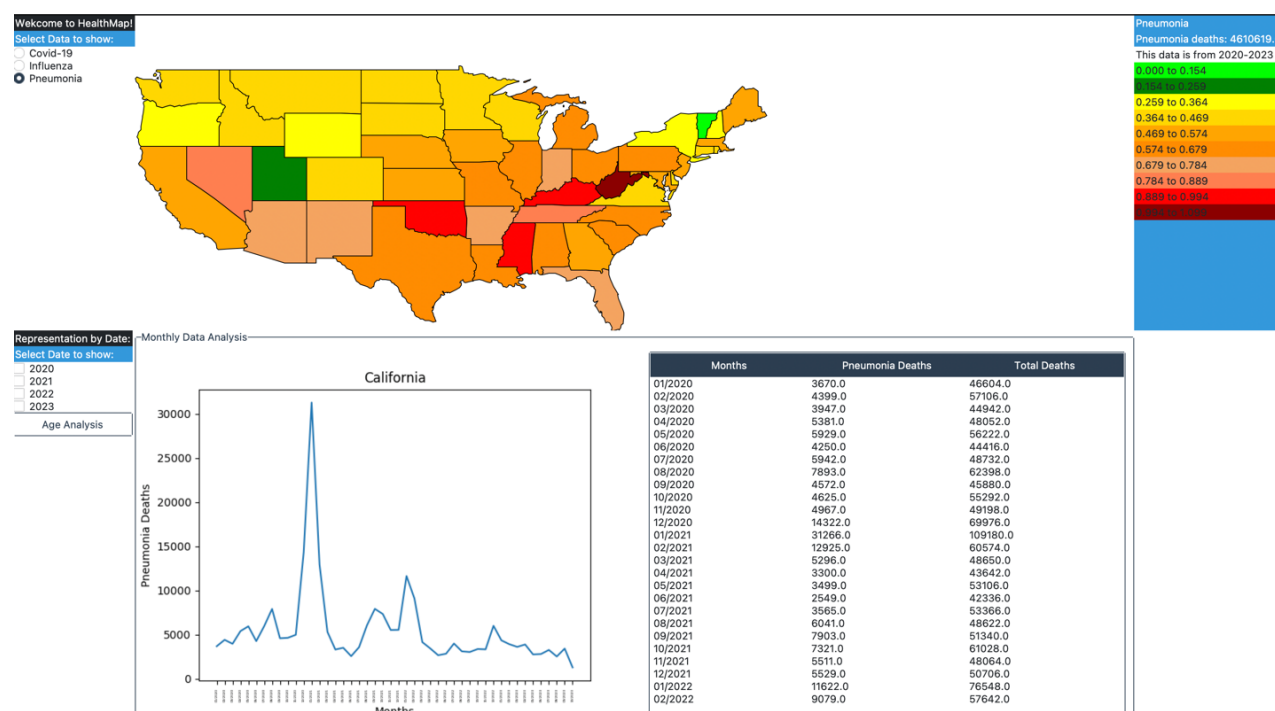 Wekcome to HealthMap!
Select Data to show:
Covid-19
Influenza
Pneumonia
Pneumonia
Pneumonia deaths: 4610619.
This data is from 2020-2023
0.000 to 0.154
0.154 to 0.259
0.259 to 0.364
0.364 to 0.469
0.469 to 0.574
0.574 to 0.679
0.679 to 0.784
0.784 to 0.889
0.889 to 0.994
Representation by Date:
Select Date to show:
2020
2021
2022
2023
Age Analysis
Monthly Data Analysis
California
Pneumonia Deaths
30000
25000
20000
15000
10000
5000
0
Months
Months Pneumonia Deaths Total Deaths
01/2020 3670.0 46604.0
02/2020 4399.0 57106.0
03/2020 3947.0 44942.0
04/2020 5381.0 48052.0
05/2020 5929.0 56222.0
06/2020 4250.0 44416.0
07/2020 5942.0 48732.0
08/2020 7893.0 62398.0
09/2020 4572.0 45880.0
10/2020 4625.0 55292.0
11/2020 4967.0 49198.0
12/2020 14322.0 69976.0
01/2021 31266.0 109180.0
02/2021 12925.0 60574.0
03/2021 5296.0 48650.0
04/2021 3300.0 43642.0
05/2021 3499.0 53106.0
06/2021 2549.0 42336.0
07/2021 3565.0 53366.0
08/2021 6041.0 48622.0
09/2021 7903.0 51340.0
10/2021 7321.0 61028.0
11/2021 5511.0 48064.0
12/2021 5529.0 50706.0
01/2022 11622.0 76548.0
02/2022 9079.0 57642.0